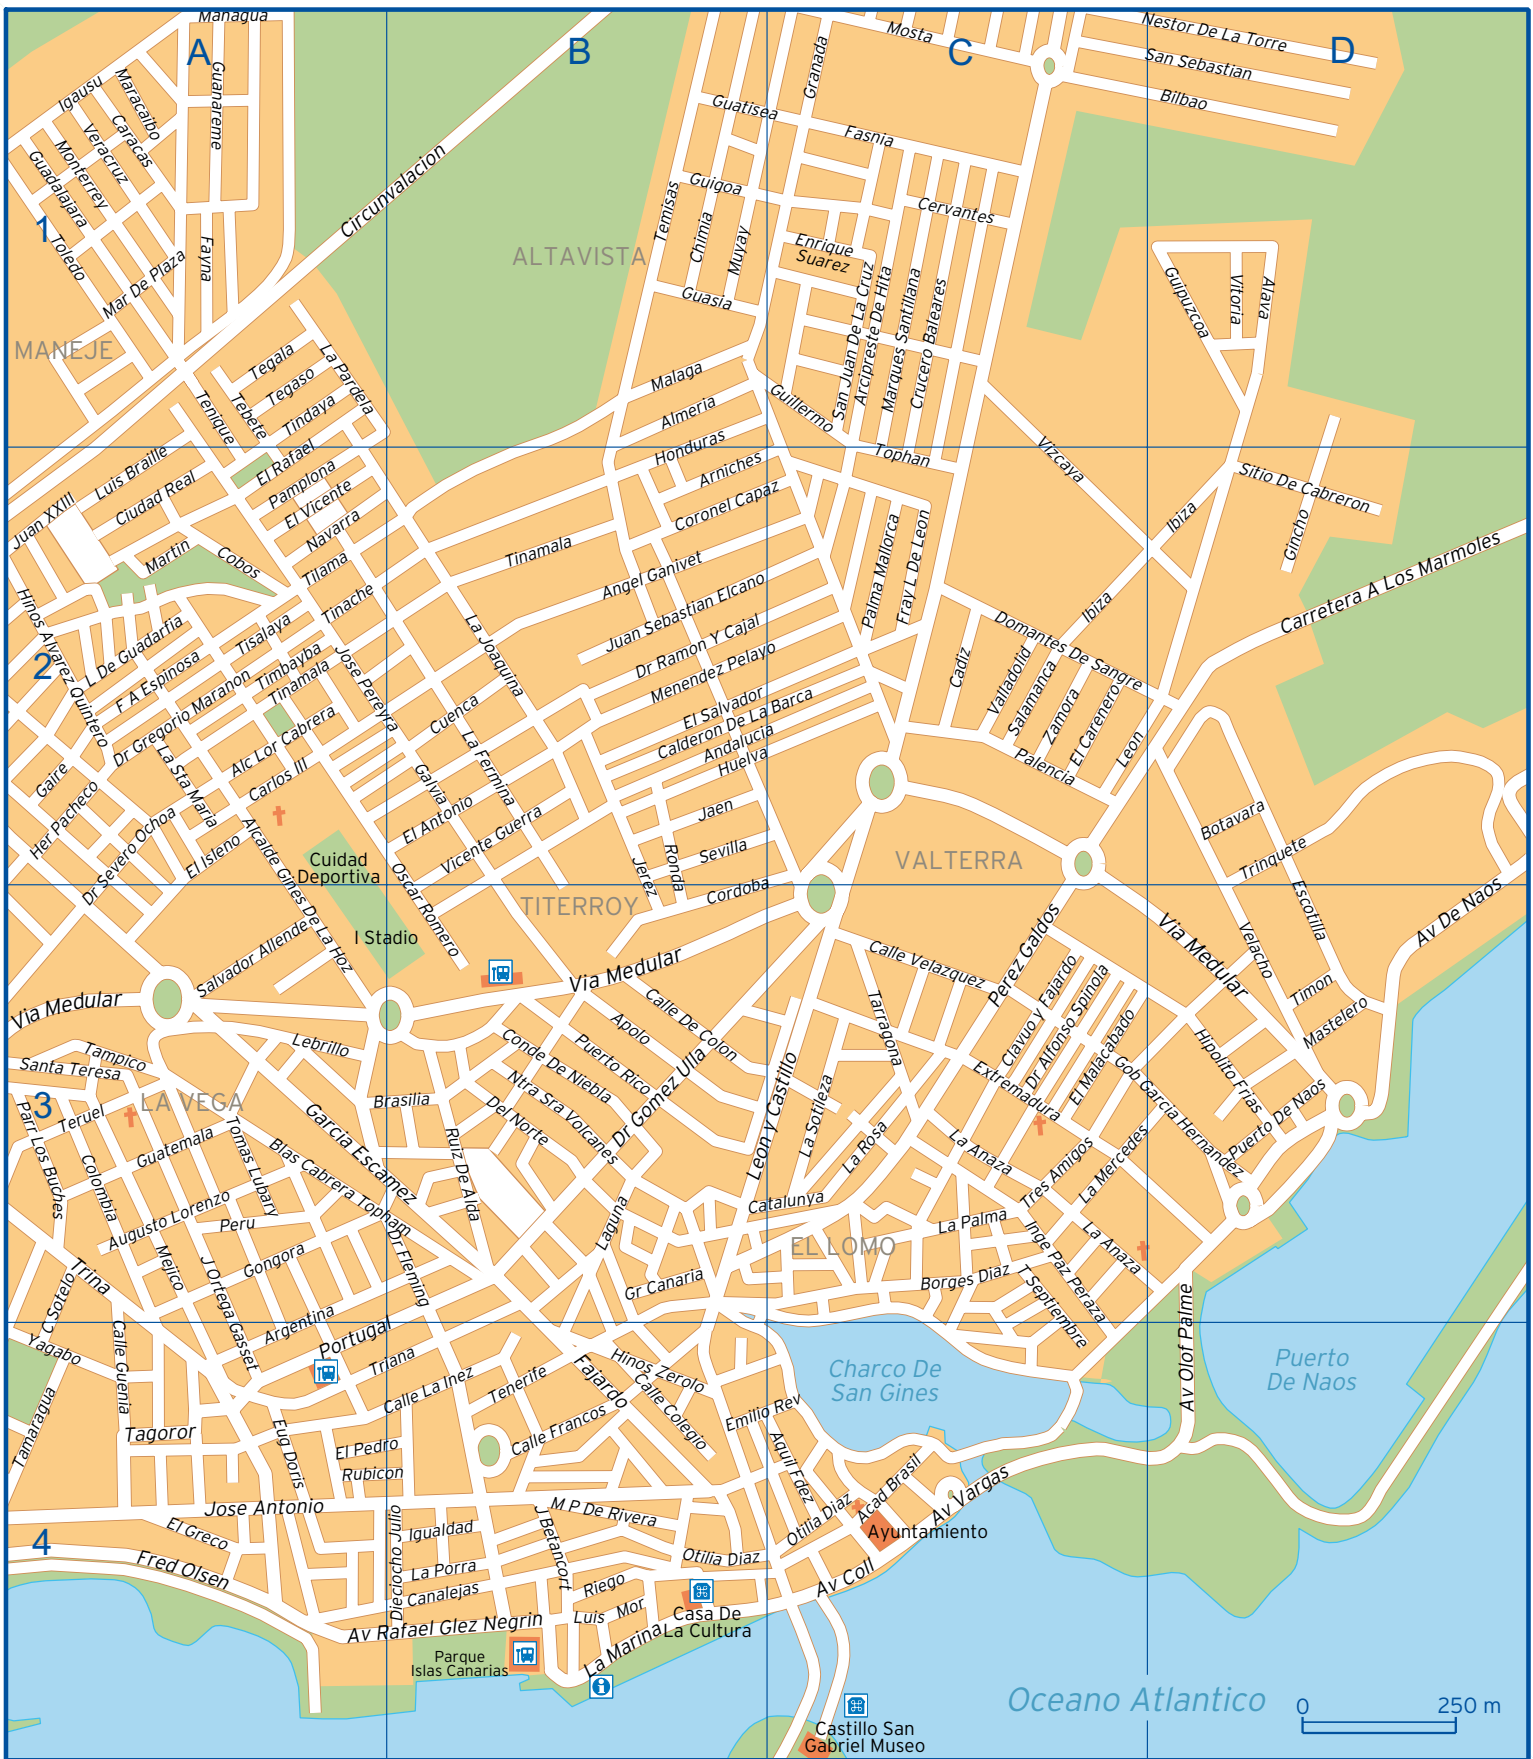 A
B
C
D
1
2
3
4
Managua
Igausu
Maracaibo
Guanareme
Caracas
Veracruz
Monterrey
Guadalajara
Toledo
Mar De Plaza
Fayna
Circunvalacion
MANEJE
Tegala
Tegaso
Tindaya
La Pardela
Tenique
Tebete
ALTAVISTA
Temisas
Chimia
Muyay
Guatisea
Guigoa
Guasia
Malaga
Almeria
Honduras
Granada
Mosta
Fasnia
Cervantes
Enrique
Suarez
San Juan De La Cruz
Arcipreste De Hita
Marques Santillana
Crucero Baleares
Guillermo
Tophan
Nestor De La Torre
San Sebastian
Bilbao
Guipuzcoa
Vitoria
Alava
Vizcaya
Luis Braille
Ciudad Real
Juan XXIII
Martin
Cobos
El Rafael
Pamplona
El Vicente
Navarra
Tilama
Tinache
Hinos Alvarez Quintero
L. De Guadarfia
F A Espinosa
Tisalaya
Timbayba
Tinamala
Dr Gregorio Maranon
Jose Pereyra
Alc Lor Cabrera
Carlos III
La Sta Maria
Gaire
Her Pacheco
Dr Severo Ochoa
El Isleno
Alcalde Gines De La Hoz
Cuidad
Deportiva
I Stadio
Oscar Romero
Salvador Allende
Arniches
Coronel Capaz
Tinamala
Angel Ganivet
Juan Sebastian Elcano
Dr Ramon Y Cajal
Menendez Pelayo
El Salvador
Calderon De La Barca
Andalucia
Huelva
La Joaquina
Cuenca
La Fermina
Galvia
El Antonio
Vicente Guerra
Jaen
Sevilla
Jerez
Ronda
Cordoba
TITERROY
Palma Mallorca
Fray L De Leon
Cadiz
Domantes De Sangre
Valladolid
Salamanca
Zamora
El Carenero
Leon
Palencia
VALTERRA
Ibiza
Ibiza
Sitio De Cabreron
Gincho
Carretera A Los Marmoles
Botavara
Trinquete
Escotilla
Velacho
Av De Naos
Timon
Mastelero
Via Medular
Via Medular
Via Medular
Santa Teresa
Tampico
Lebrillo
LA VEGA
Teruel
Parr Los Buches
Guatemala
Colombia
Tomas Lubary
Garcia Escamez
Blas Cabrera Topham
Brasilia
Ruiz De Alda
Augusto Lorenzo
Peru
Gongora
Mejico
J Ortega Gasset
Dr Fleming
Trina
C.Sotelo
Yagabo
Argentina
Calle De Colon
Apolo
Puerto Rico
Conde De Niebla
Ntra Sra Volcanes
Del Norte
Dr Gomez Ulla
Laguna
Gr Canaria
Leon y Castillo
Calle Velazquez
Tarragona
La Sotileza
La Rosa
Catalunya
EL LOMO
Perez Galdos
Clavuo y Fajardo
Dr Alfonso Spinola
El Malacabado
Extremadura
Gob Garcia Hernandez
Hipolito Frias
Puerto De Naos
La Anaza
Tres Amigos
La Mercedes
La Palma
Inge Paz Peraza
La Anaza
Borges Diaz
T Septiembre
Av Olof Palme
Portugal
Triana
Calle Guenia
Tamaragua
Tagoror
Eug Doris
El Pedro
Rubicon
Calle La Inez
Tenerife
Calle Francos
Fajardo
Hinos Zerolo
Calle Colegio
Emilio Rev
Aquil Fdez
Jose Antonio
El Greco
Fred Olsen
Dieciocho Julio
Igualdad
La Porra
Canalejas
M P De Rivera
J Betancort
Otilia Diaz
Otilia Diaz
Acad Brasil
Ayuntamiento
Av Vargas
Av Coll
Riego
Luis
Mor
Casa De
La Cultura
La Marina
Av Rafael Glez Negrin
Parque
Islas Canarias
Castillo San
Gabriel Museo
Charco De
San Gines
Puerto
De Naos
Oceano Atlantico
0
250 m